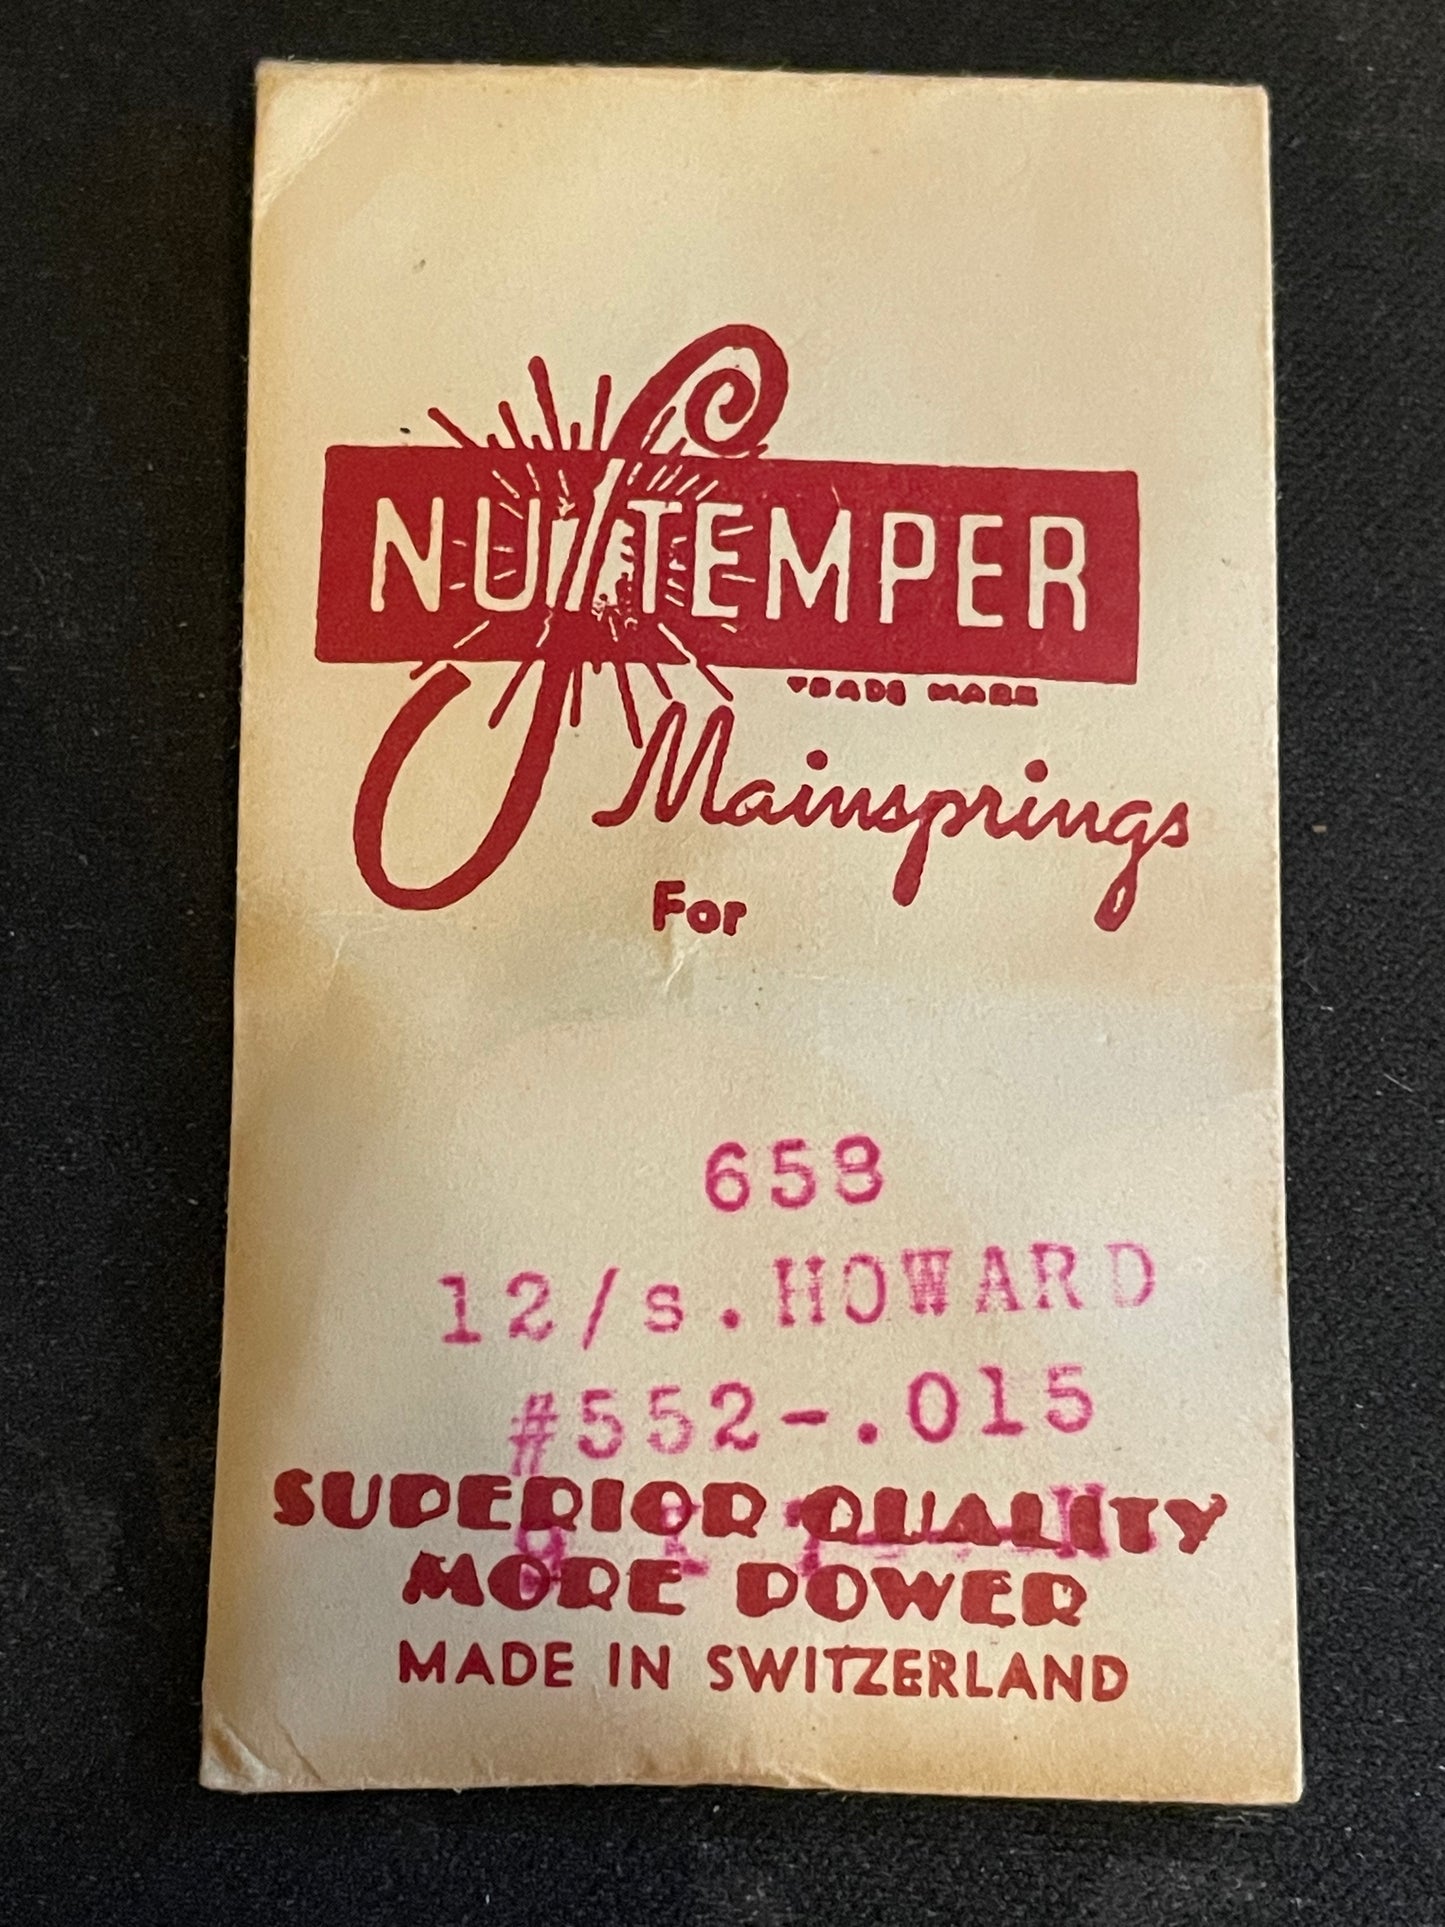 NU-TEMPER
TRADE MARK
Mainsprings
For
658
12/s.HOWARD
#552-.015
SUPERIOR QUALITY
MORE POWER
MADE IN SWITZERLAND